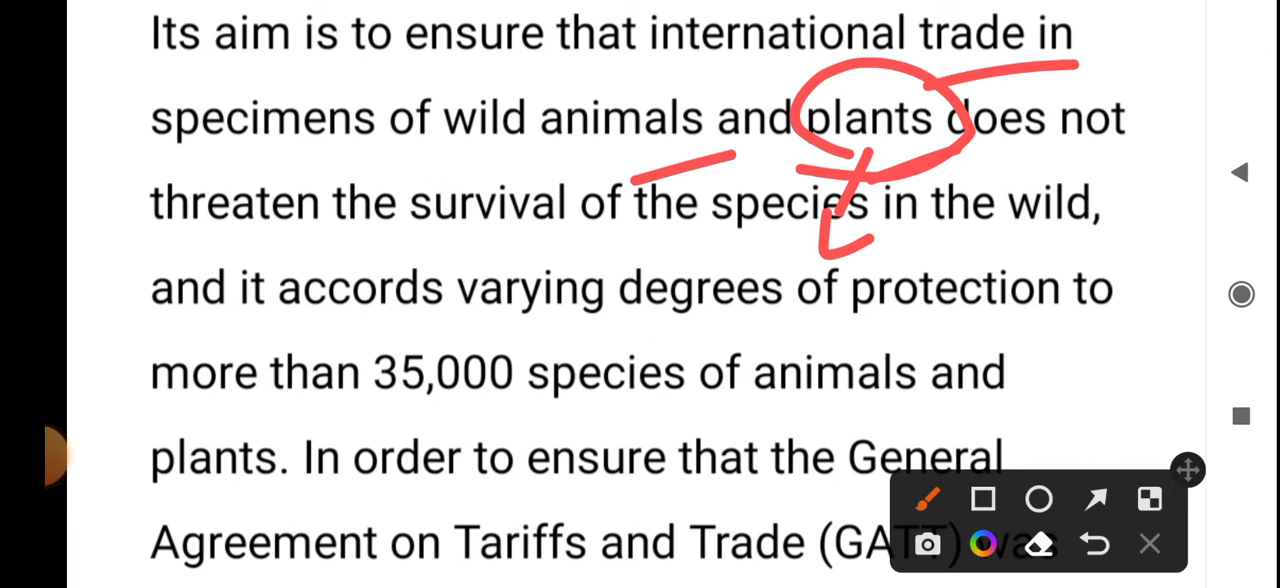 Its aim is to ensure that international trade in
specimens of wild animals and plants does not
threaten the survival of the species in the wild,
and it accords varying degrees of protection to
more than 35,000 species of animals and
plants. In order to ensure that the General
Agreement on Tariffs and Trade (GATT) was